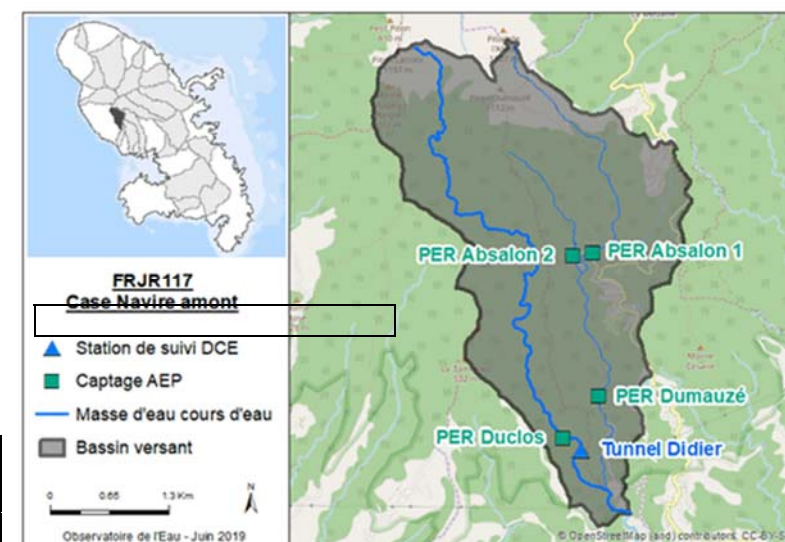 FRJR117
Case Navire amont
Station de suivi DCE
Captage AEP
Masse d'eau cours d'eau
Bassin versant
0 0.65 1.3 Km
N
Observatoire de l'Eau - Juin 2019
PER Absalon 2
PER Absalon 1
PER Dumauzé
PER Duclos
Tunnel Didier
© OpenStreetMap (and) contributors, CC-BY-S